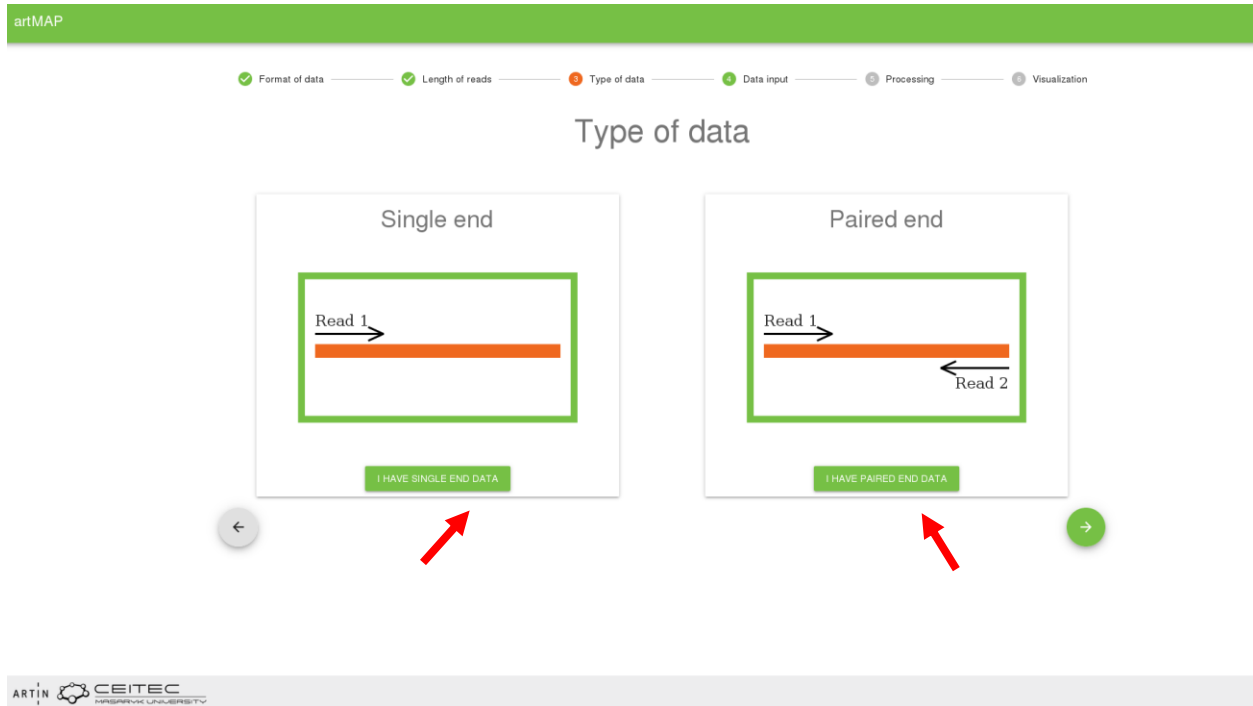 artMAP
Format of data
Length of reads
3 Type of data
4 Data input
5 Processing
6 Visualization
Type of data
Single end
Read 1
I HAVE SINGLE END DATA
Paired end
Read 1
Read 2
I HAVE PAIRED END DATA
ARTIN
CEITEC
MASARYK UNIVERSITY